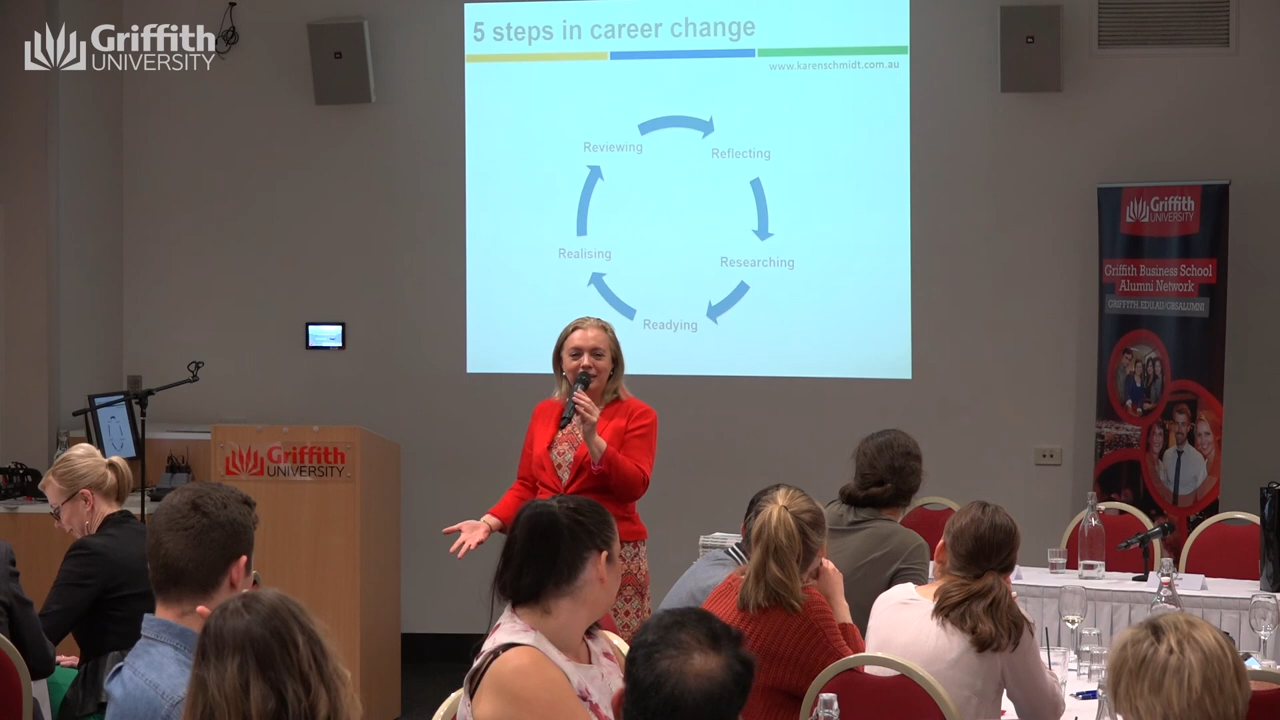 Griffith
UNIVERSITY
5 steps in career change
www.karenschmidt.com.au
Reviewing
Reflecting
Realising
Researching
Readying
Griffith
UNIVERSITY
Griffith Business School
Alumni Network
GRIFFITH.EDU.AU/GBSALUMNI
Griffith
UNIVERSITY